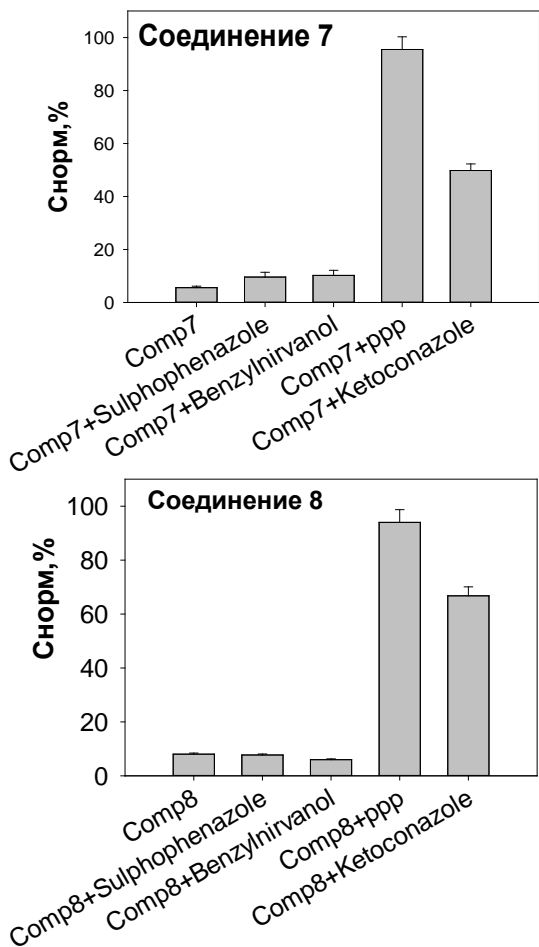 Соединение 7
Снорм,%
100
80
60
40
20
0
Comp7
Comp7+Sulphophenazole
Comp7+Benzylnirvanol
Comp7+ppp
Comp7+Ketoconazole
Соединение 8
Снорм,%
100
80
60
40
20
0
Comp8
Comp8+Sulphophenazole
Comp8+Benzylnirvanol
Comp8+ppp
Comp8+Ketoconazole